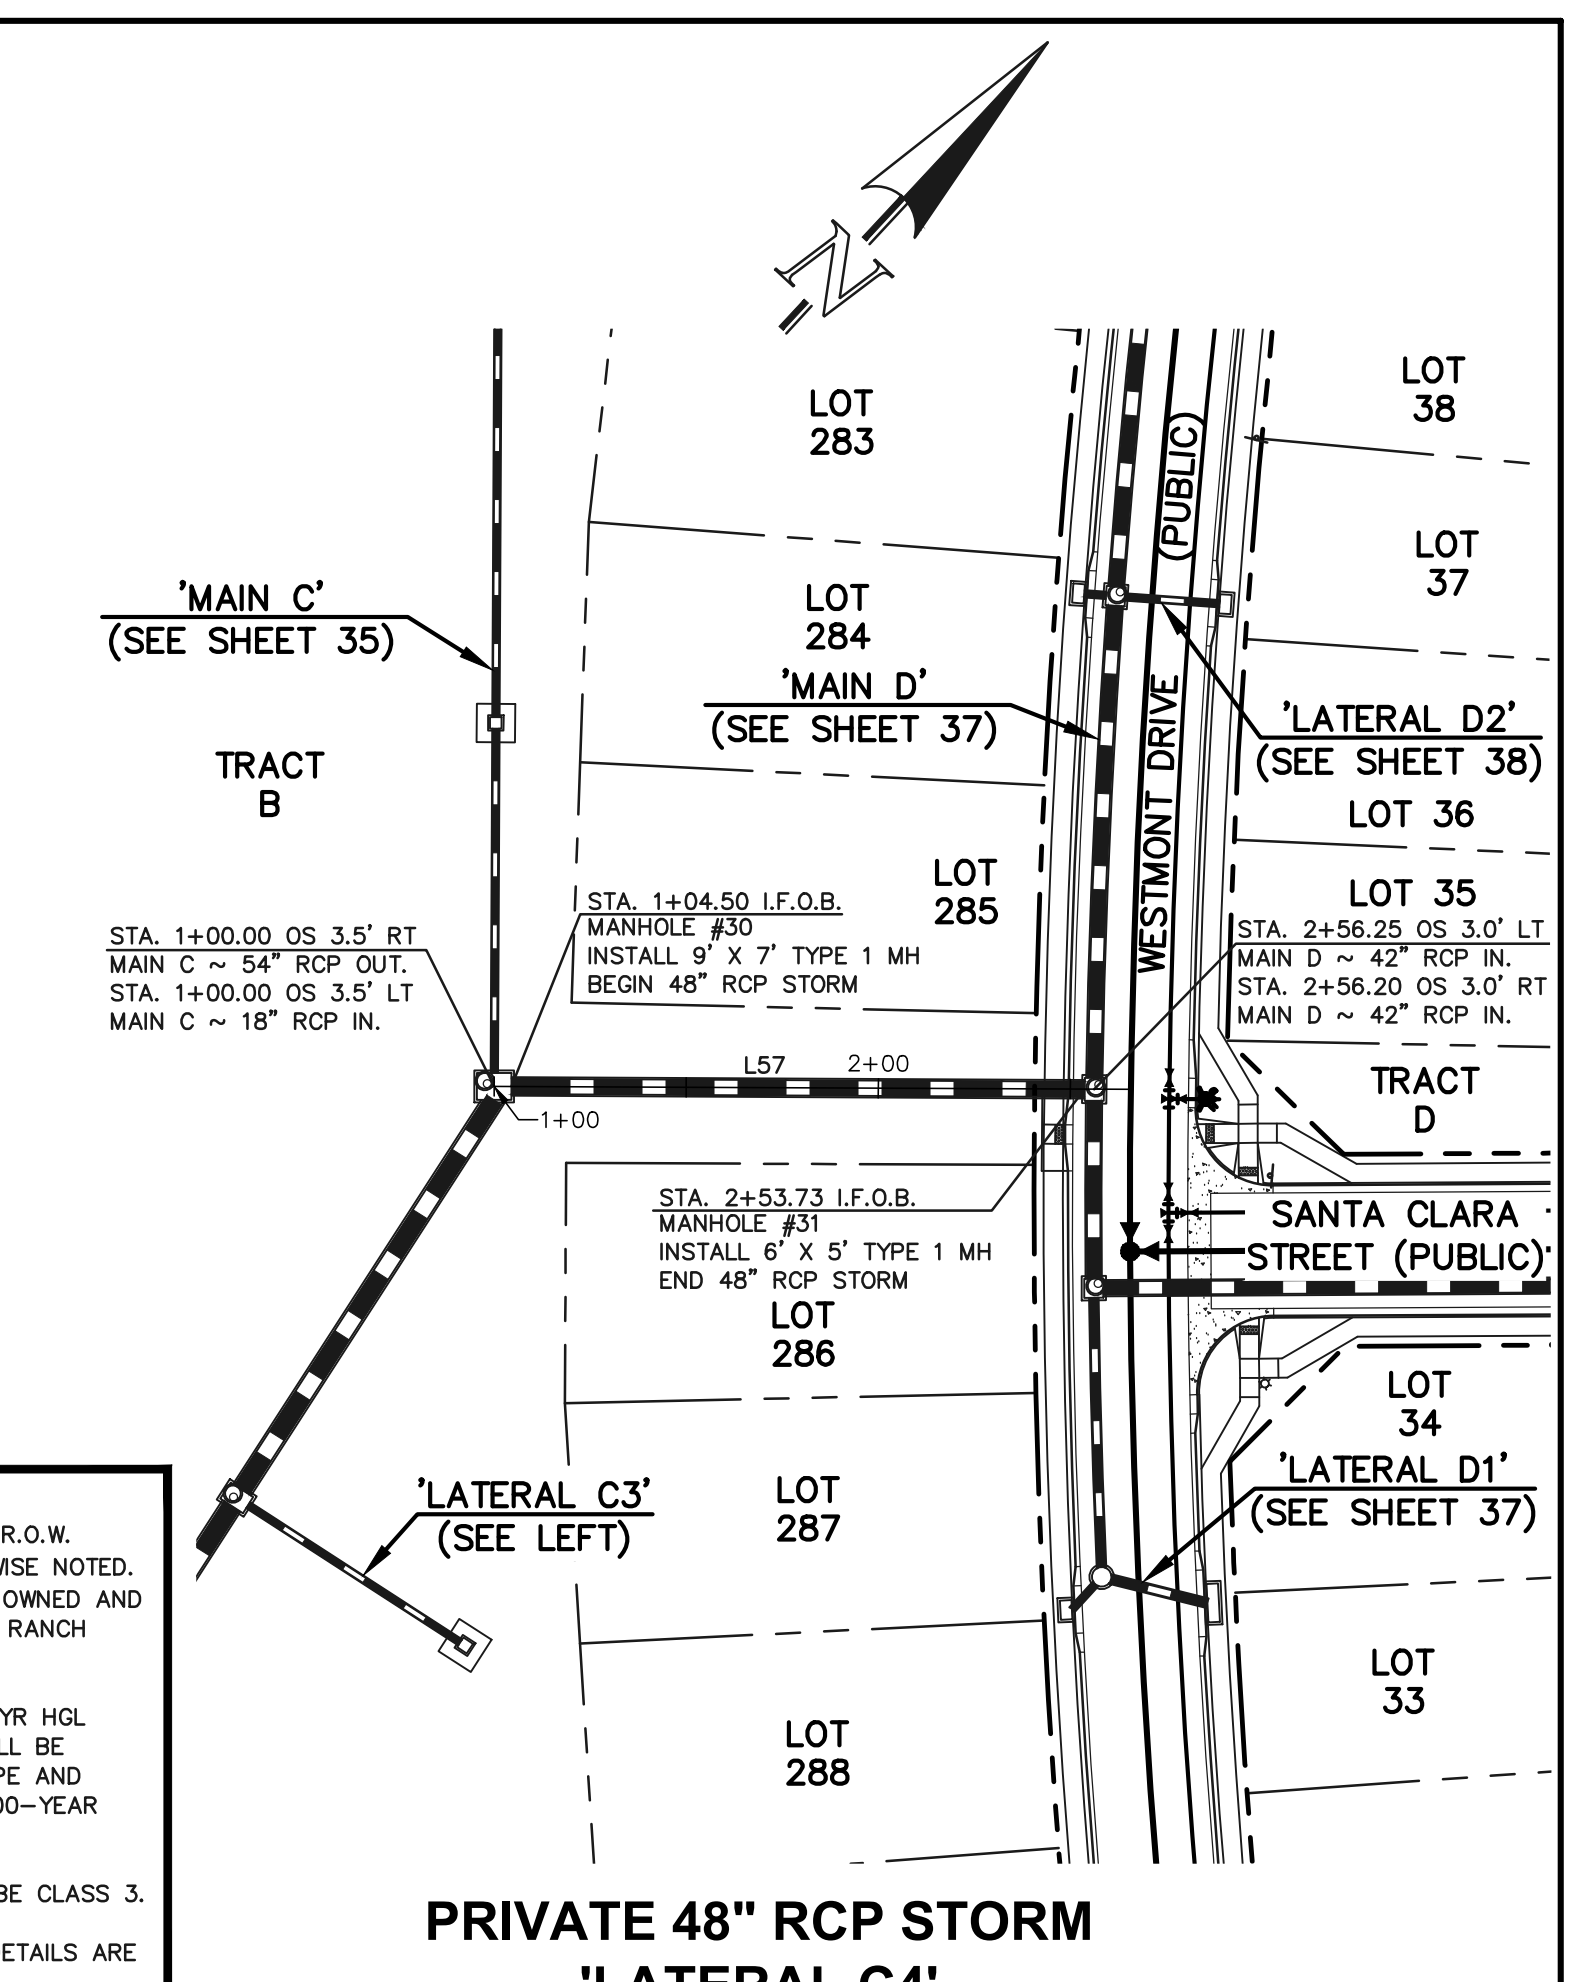 N
LOT
283
LOT
38
(PUBLIC)
LOT
37
'MAIN C'
(SEE SHEET 35)
LOT
284
'MAIN D'
(SEE SHEET 37)
WESTMONT DRIVE
'LATERAL D2'
(SEE SHEET 38)
TRACT
B
LOT 36
LOT
285
LOT 35
STA. 1+04.50 I.F.O.B.
MANHOLE #30
INSTALL 9' X 7' TYPE 1 MH
BEGIN 48" RCP STORM
STA. 1+00.00 OS 3.5' RT
MAIN C ~ 54" RCP OUT.
STA. 1+00.00 OS 3.5' LT
MAIN C ~ 18" RCP IN.
STA. 2+56.25 OS 3.0' LT
MAIN D ~ 42" RCP IN.
STA. 2+56.20 OS 3.0' RT
MAIN D ~ 42" RCP IN.
L57
2+00
1+00
TRACT
D
STA. 2+53.73 I.F.O.B.
MANHOLE #31
INSTALL 6' X 5' TYPE 1 MH
END 48" RCP STORM
SANTA CLARA
STREET (PUBLIC)
LOT
286
LOT
34
'LATERAL C3'
(SEE LEFT)
LOT
287
'LATERAL D1'
(SEE SHEET 37)
R.O.W.
WISE NOTED.
OWNED AND
RANCH
LOT
33
YR HGL
LL BE
PE AND
00-YEAR
LOT
288
BE CLASS 3.
DETAILS ARE
PRIVATE 48" RCP STORM
'LATERAL C4'